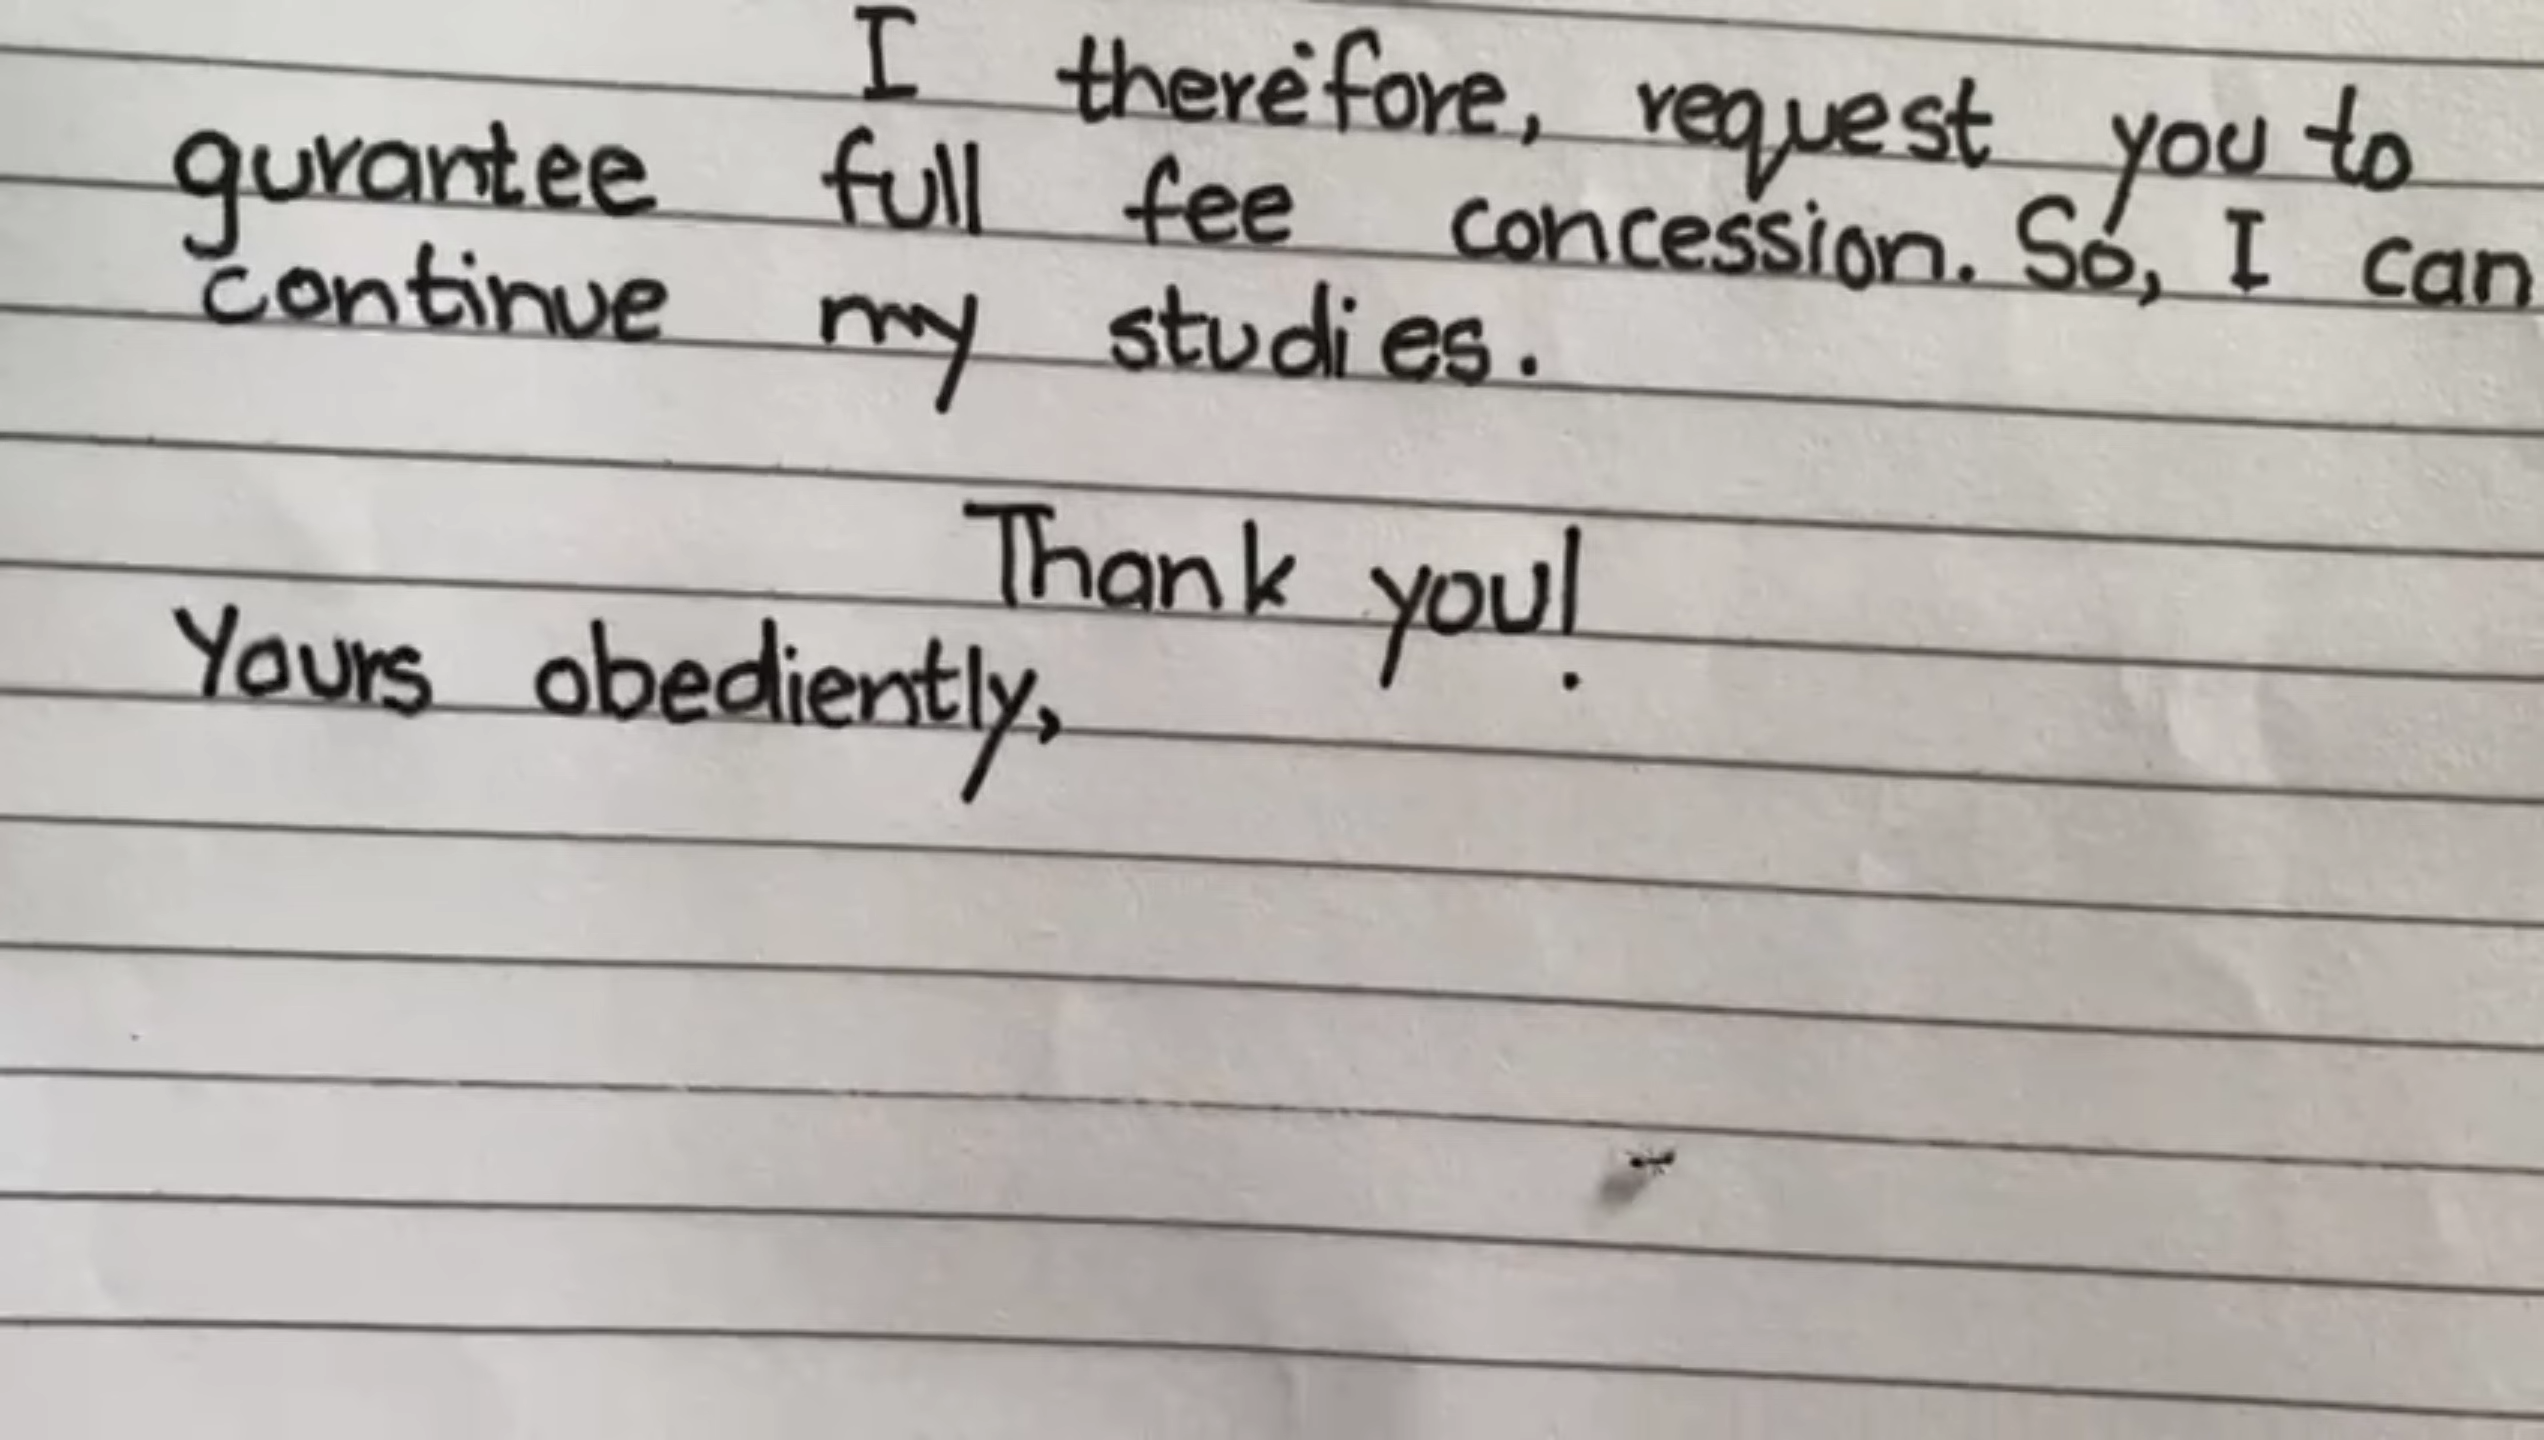 I therefore, request you to
gurantee full fee concession. So, I can
continue my studies.
Thank you!
Yours obediently,